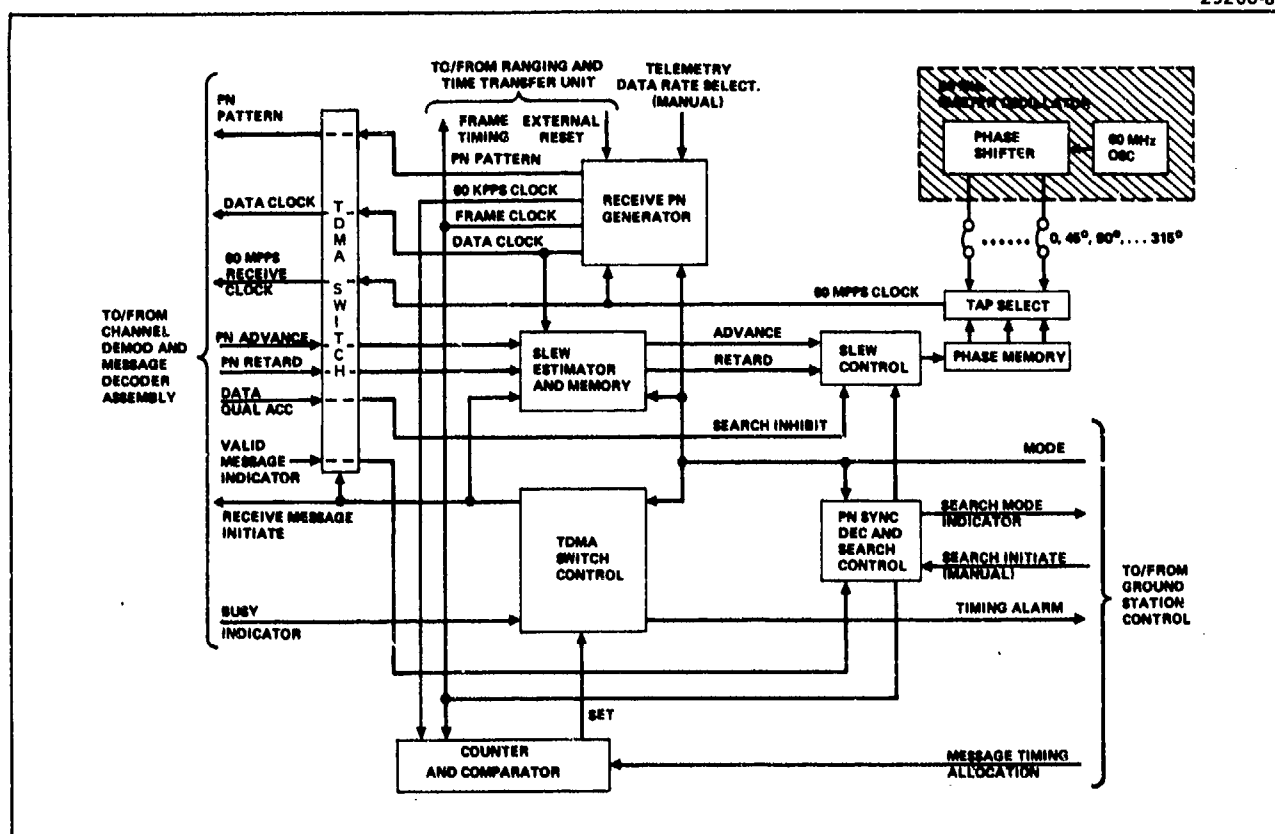 TO/FROM RANGING AND
TIME TRANSFER UNIT
TELEMETRY
DATA RATE SELECT.
(MANUAL)
PN
PATTERN
FRAME
TIMING
EXTERNAL
RESET
PHASE
SHIFTER
60 MHz
OSC
PN PATTERN
60 KPPS CLOCK
FRAME CLOCK
DATA CLOCK
RECEIVE PN
GENERATOR
DATA CLOCK
TDMA SWITCH
0, 45°, 90°, . . . 315°
60 MPPS
RECEIVE
CLOCK
60 MPPS CLOCK
TAP SELECT
TO/FROM
CHANNEL
DEMOD AND
MESSAGE
DECODER
ASSEMBLY
PN ADVANCE
PN RETARD
SLEW
ESTIMATOR
AND MEMORY
ADVANCE
RETARD
SLEW
CONTROL
PHASE MEMORY
DATA
QUAL ACC
SEARCH INHIBIT
VALID
MESSAGE
INDICATOR
MODE
RECEIVE MESSAGE
INITIATE
TDMA
SWITCH
CONTROL
PN SYNC
DEC AND
SEARCH
CONTROL
SEARCH MODE
INDICATOR
SEARCH INITIATE
(MANUAL)
TO/FROM
GROUND
STATION
CONTROL
BUSY
INDICATOR
TIMING ALARM
SET
COUNTER
AND COMPARATOR
MESSAGE TIMING
ALLOCATION